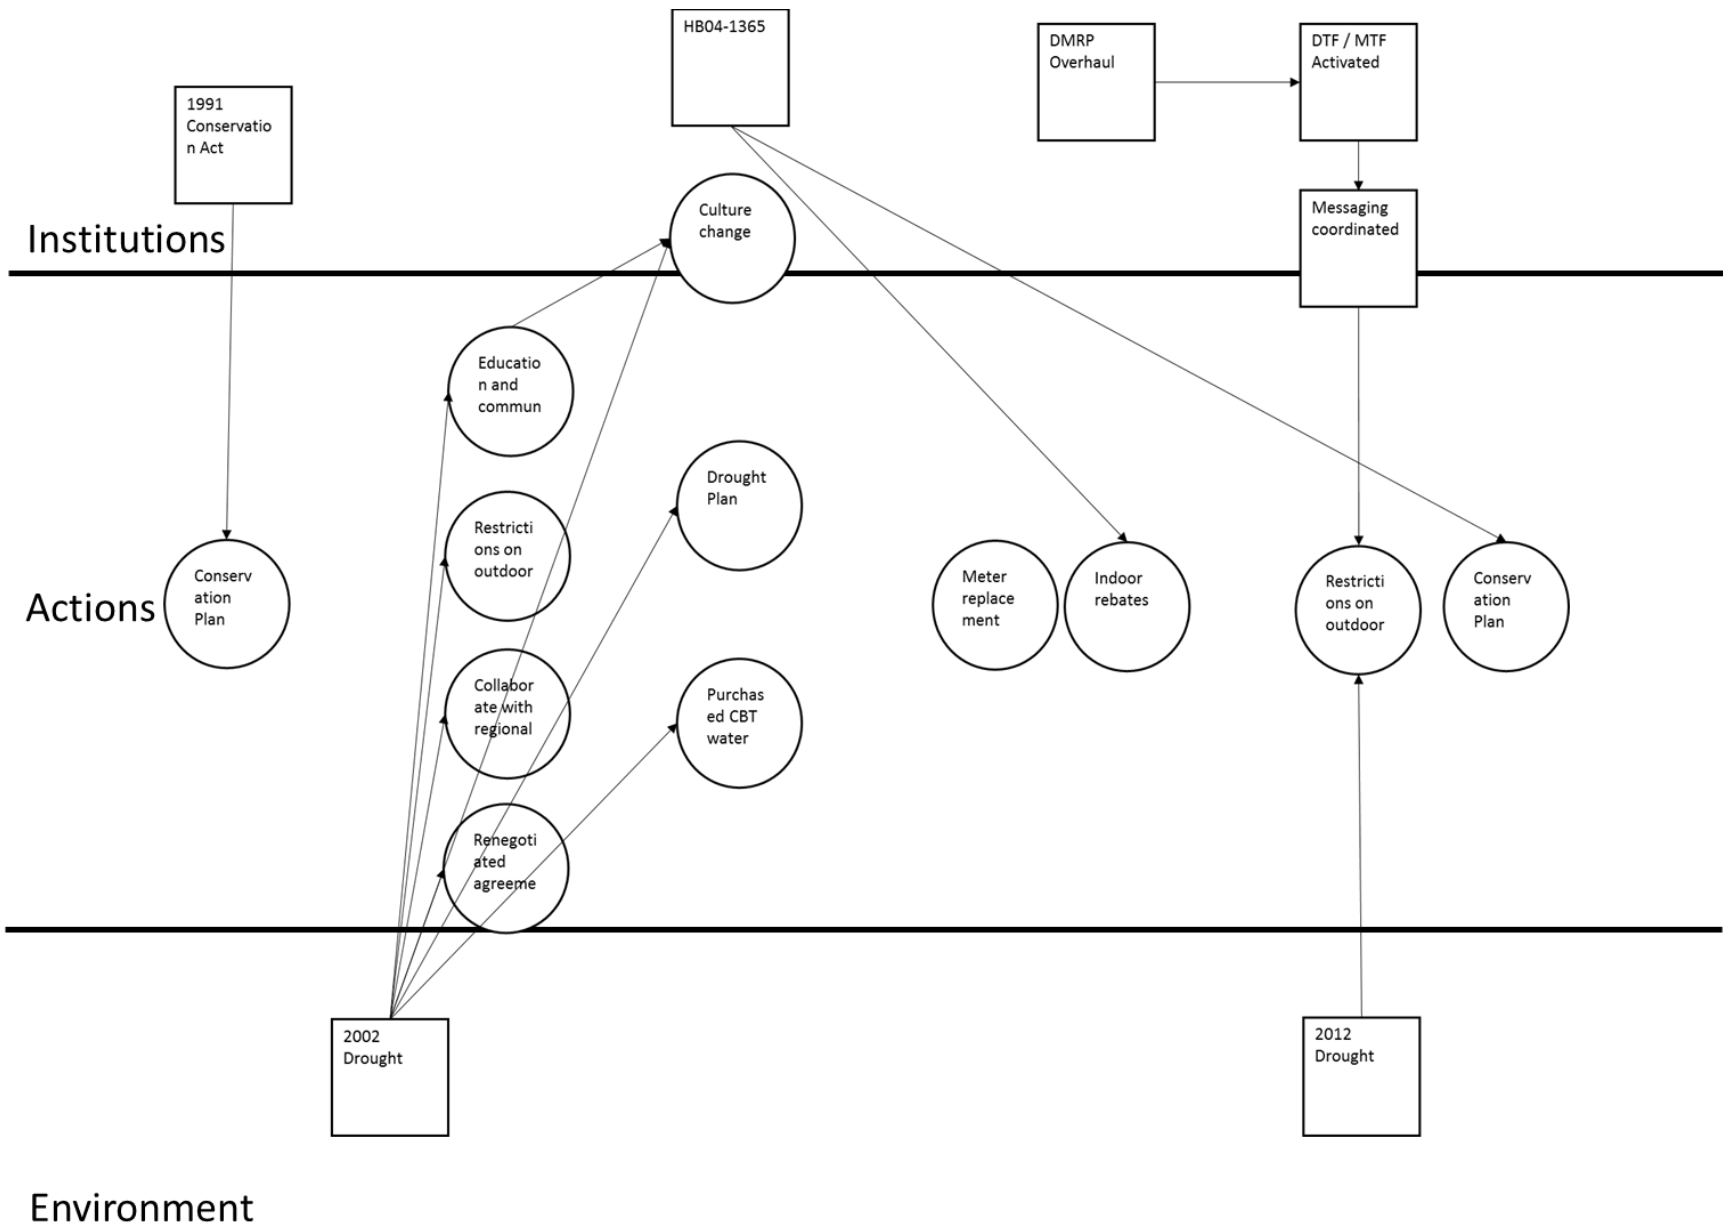 HB04-1365
DMRP
Overhaul
DTF / MTF
Activated
1991
Conservatio
n Act
Culture
change
Messaging
coordinated
Institutions
Educatio
n and
commun
Drought
Plan
Restricti
ons on
outdoor
Conserv
ation
Plan
Actions
Meter
replace
ment
Indoor
rebates
Restricti
ons on
outdoor
Conserv
ation
Plan
Collabor
ate with
regional
Purchas
ed CBT
water
Renegoti
ated
agreeme
2002
Drought
2012
Drought
Environment